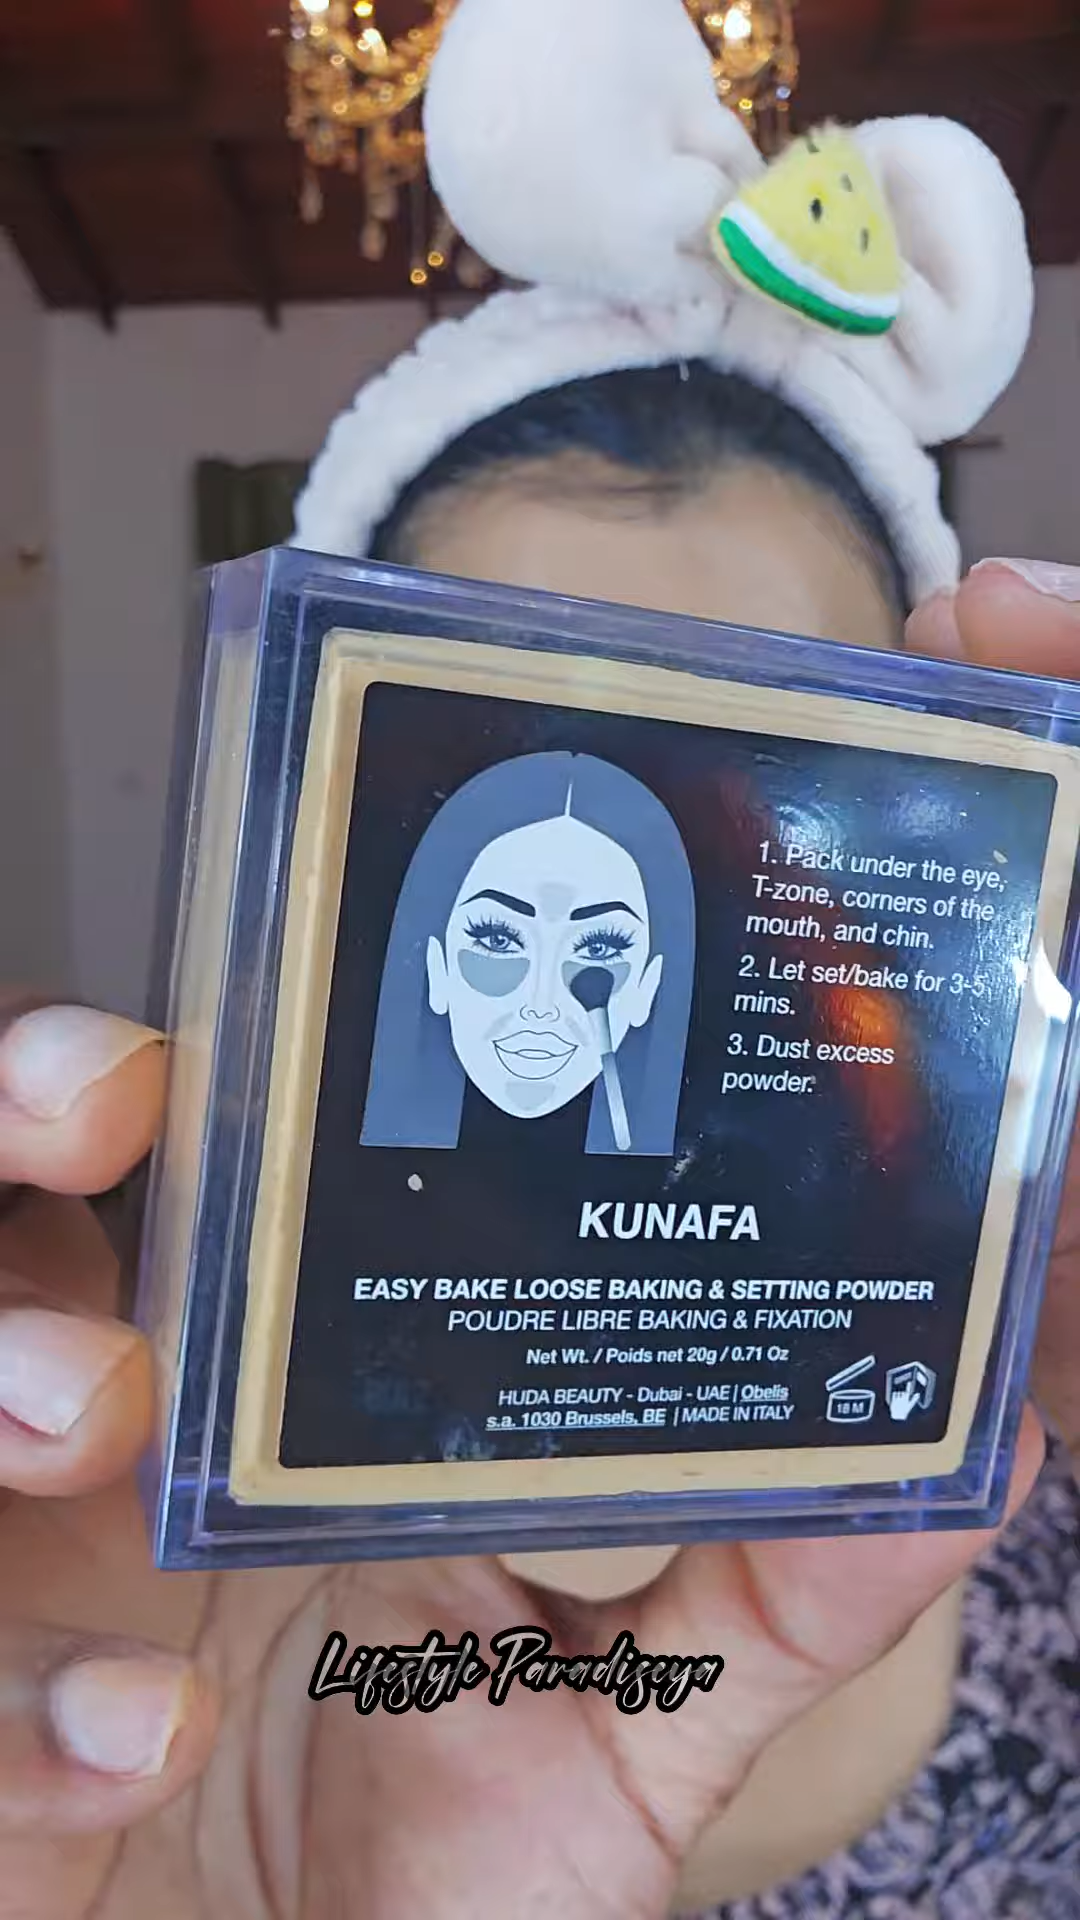 1. Pack under the eye,
T-zone, corners of the
mouth, and chin.
2. Let set/bake for 3-5
mins.
3. Dust excess
powder.
KUNAFA
EASY BAKE LOOSE BAKING & SETTING POWDER
POUDRE LIBRE BAKING & FIXATION
Net Wt. / Poids net 20g / 0.71 Oz
HUDA BEAUTY - Dubai - UAE | Obelis
s.a. 1030 Brussels, BE | MADE IN ITALY
18 M
Lifestyle Paradiseya